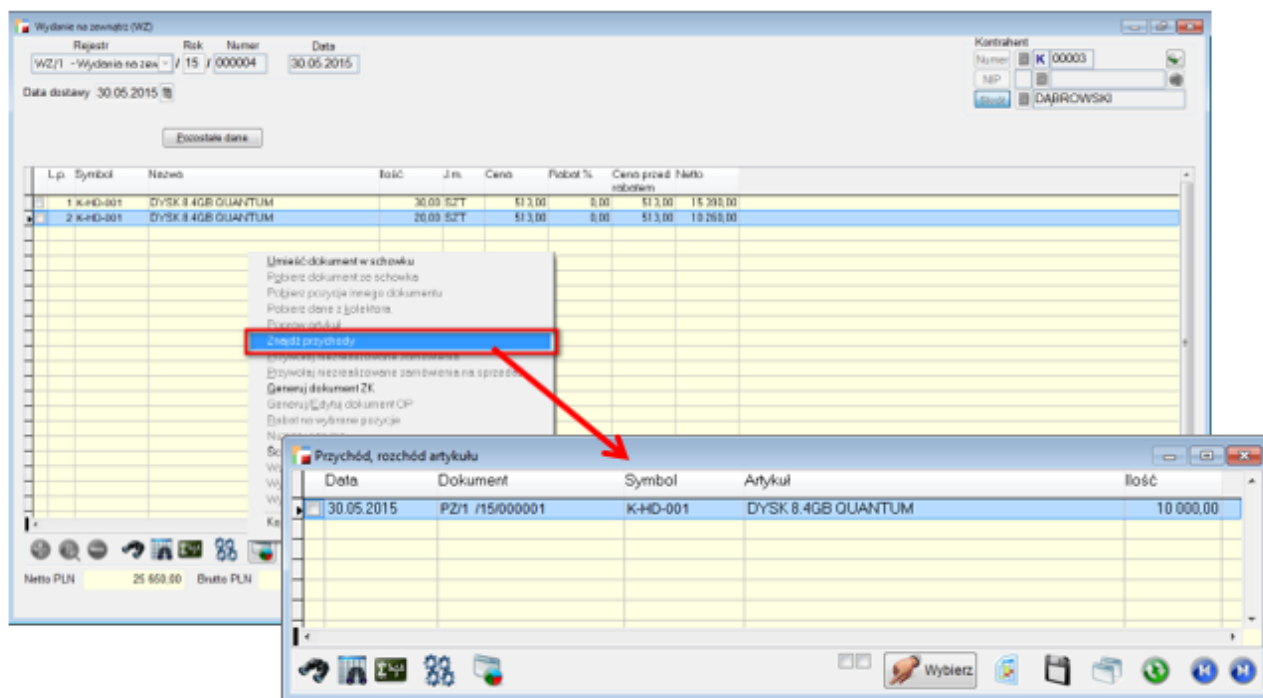 Wydanie na zewnątrz (WZ)
Rejestr Rok Numer Data
WZ/1 - Wydania na zew / 15 / 000004 30.05.2015
Data dostawy 30.05.2015
Kontrahent
Numer K 00003
NIP
DĄBROWSKI
Pozostałe dane
L.p. Symbol Nazwa Ilość J.m. Cena Rabat % Cena przed rabatem Netto
1 K-HD-001 DYSK 8.4GB QUANTUM 30,00 SZT 513,00 0,00 513,00 15 390,00
2 K-HD-001 DYSK 8.4GB QUANTUM 20,00 SZT 513,00 0,00 513,00 10 260,00
Umieść dokument w schowku
Pobierz dokument ze schowka
Pobierz pozycje innego dokumentu
Pobierz dane z kolektora
Popraw artykuł
Znajdź przychody
Przywołaj niezrealizowane zamówienia
Przywołaj niezrealizowane zamówienia na sprzedaż
Generuj dokument ZK
Generuj/Edytuj dokument OP
Rabat na wybrane pozycje
Netto PLN 25 650,00 Brutto PLN
Przychód, rozchód artykułu
Data Dokument Symbol Artykuł Ilość
30.05.2015 PZ/1 /15/000001 K-HD-001 DYSK 8.4GB QUANTUM 10 000,00
Wybierz